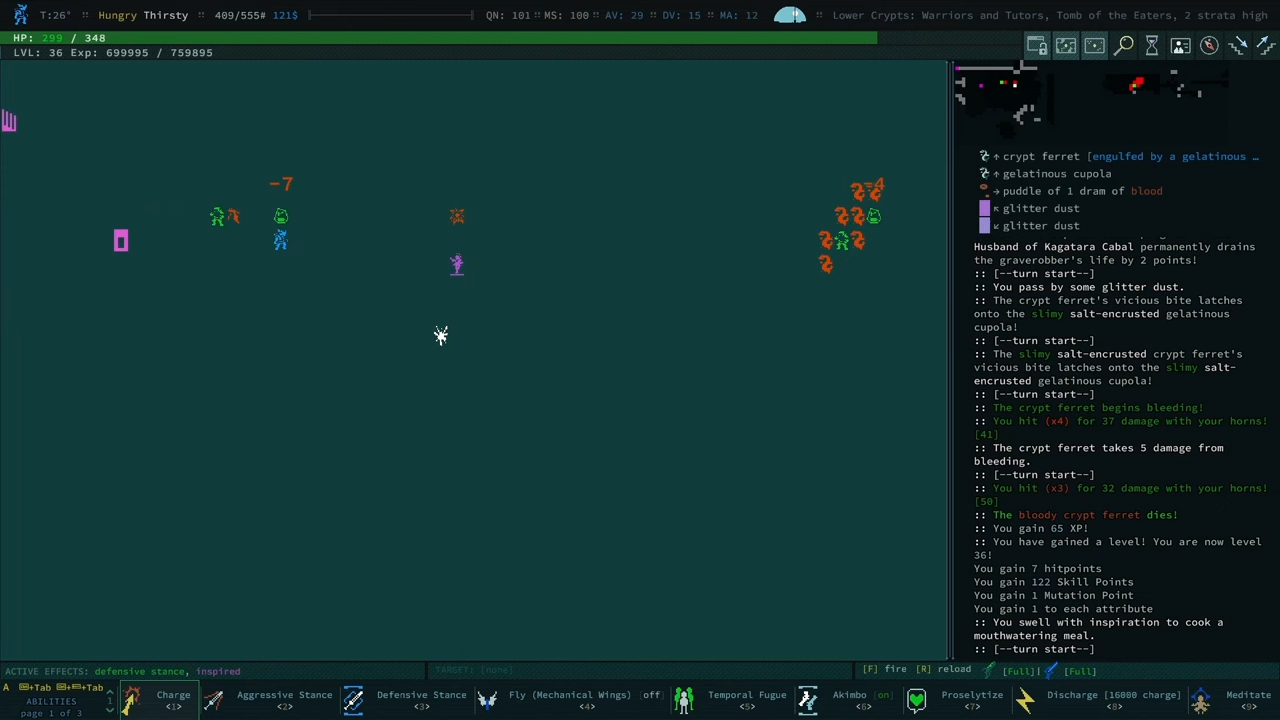 T:26° :: Hungry Thirsty :: 409/555# 121$ QN: 101 :: MS: 100 :: AV: 29 :: DV: 15 :: MA: 12 :: Lower Crypts: Warriors and Tutors, Tomb of the Eaters, 2 strata high
HP: 299 / 348
LVL: 36 Exp: 699995 / 759895
-7
-4
crypt ferret [engulfed by a gelatinous …
gelatinous cupola
puddle of 1 dram of blood
glitter dust
glitter dust
Husband of Kagatara Cabal permanently drains
the graverobber's life by 2 points!
:: [--turn start--]
:: You pass by some glitter dust.
:: The crypt ferret's vicious bite latches
onto the slimy salt-encrusted gelatinous
cupola!
:: [--turn start--]
:: The slimy salt-encrusted crypt ferret's
vicious bite latches onto the slimy salt-
encrusted gelatinous cupola!
:: [--turn start--]
:: The crypt ferret begins bleeding!
:: You hit (x4) for 37 damage with your horns!
[41]
:: The crypt ferret takes 5 damage from
bleeding.
:: [--turn start--]
:: You hit (x3) for 32 damage with your horns!
[50]
:: The bloody crypt ferret dies!
:: You gain 65 XP!
:: You have gained a level! You are now level
36!
You gain 7 hitpoints
You gain 122 Skill Points
You gain 1 Mutation Point
You gain 1 to each attribute
:: You swell with inspiration to cook a
mouthwatering meal.
:: [--turn start--]
ACTIVE EFFECTS: defensive stance, inspired
TARGET: [none]
[F] fire [R] reload [Full] | [Full]
A +Tab +Tab
ABILITIES 1
page 1 of 3
Charge <1>
Aggressive Stance <2>
Defensive Stance <3>
Fly (Mechanical Wings) [off] <4>
Temporal Fugue <5>
Akimbo [on] <6>
Proselytize <7>
Discharge [16000 charge] <8>
Meditate <9>